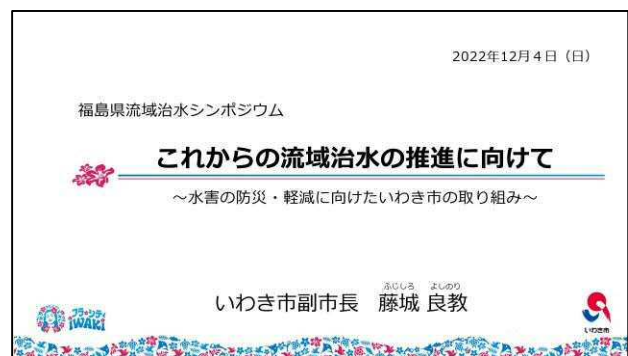 2022年12月4日（日）
福島県流域治水シンポジウム
これからの流域治水の推進に向けて
～水害の防災・軽減に向けたいわき市の取り組み～
ふじしろ よしのり
いわき市副市長 藤城 良教
フラ・シティ
IWAKI
いわき市